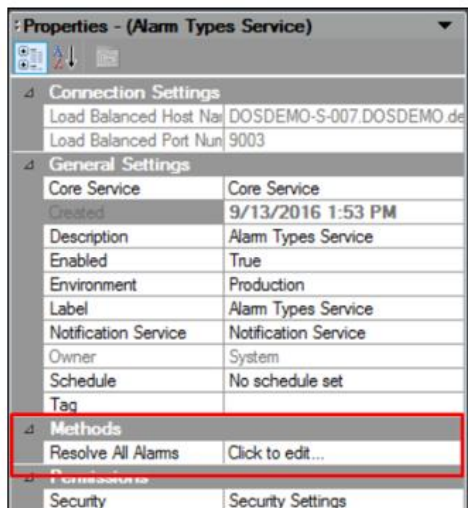 Properties - (Alarm Types Service)
Connection Settings
Load Balanced Host Na DOSDEMO-S-007.DOSDEMO.de
Load Balanced Port Nun 9003
General Settings
Core Service Core Service
Created 9/13/2016 1:53 PM
Description Alarm Types Service
Enabled True
Environment Production
Label Alarm Types Service
Notification Service Notification Service
Owner System
Schedule No schedule set
Tag
Methods
Resolve All Alarms Click to edit...
Permissions
Security Security Settings